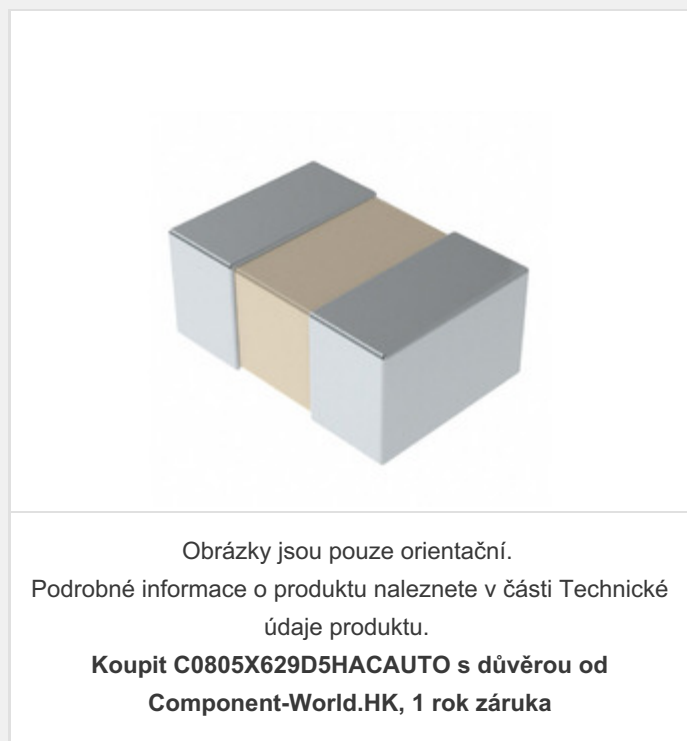 Obrázky jsou pouze orientační.
Podrobné informace o produktu naleznete v části Technické
údaje produktu.
Koupit C0805X629D5HACAUTO s důvěrou od
Component-World.HK, 1 rok záruka